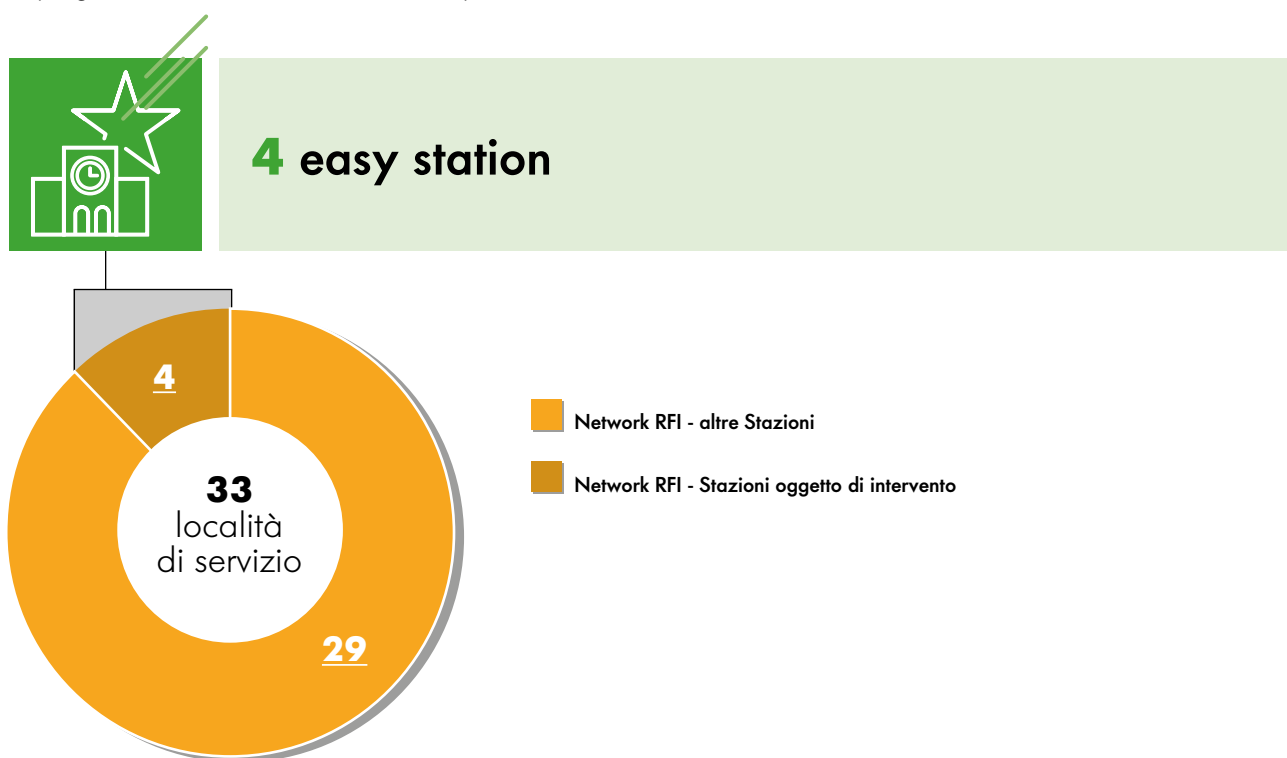 4 easy station
4
33
località
di servizio
29
Network RFI - altre Stazioni
Network RFI - Stazioni oggetto di intervento